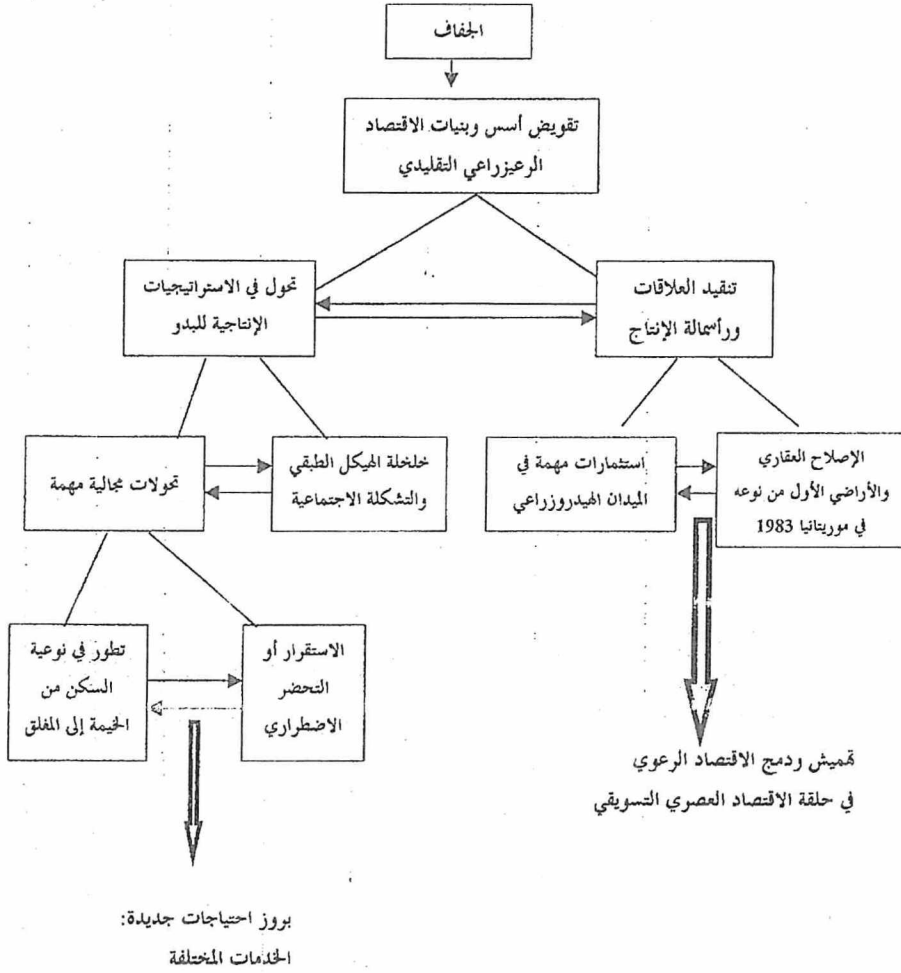 الجفاف
تقويض أسس وبنيات الاقتصاد
الرعيزراعي التقليدي
تنقيد العلاقات
ورأسمالة الإنتاج
تحول في الاستراتيجيات
الإنتاجية للبدو
الإصلاح العقاري
والأراضي الأول من نوعه
في موريتانيا 1983
استثمارات مهمة في
الميدان الهيدروزراعي
خلخلة الهيكل الطبقي
والتشكلة الاجتماعية
تحولات مجالية مهمة
الاستقرار أو
التحضر
الاضطراري
تطور في نوعية
السكن من
الخيمة إلى المغلق
تهميش ودمج الاقتصاد الرعوي
في حلقة الاقتصاد العصري التسويقي
بروز احتياجات جديدة:
الخدمات المختلفة